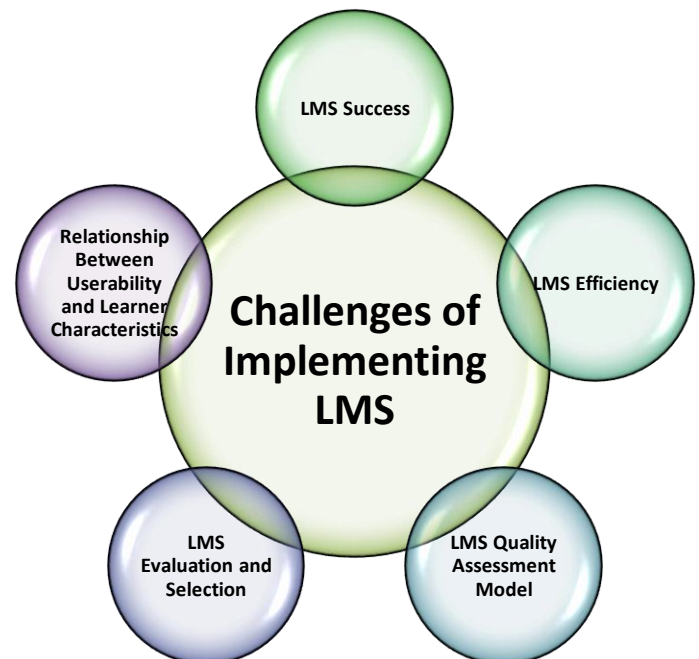 LMS Success
Relationship
Between
Userability
and Learner
Characteristics
LMS Efficiency
Challenges of
Implementing
LMS
LMS
Evaluation and
Selection
LMS Quality
Assessment
Model